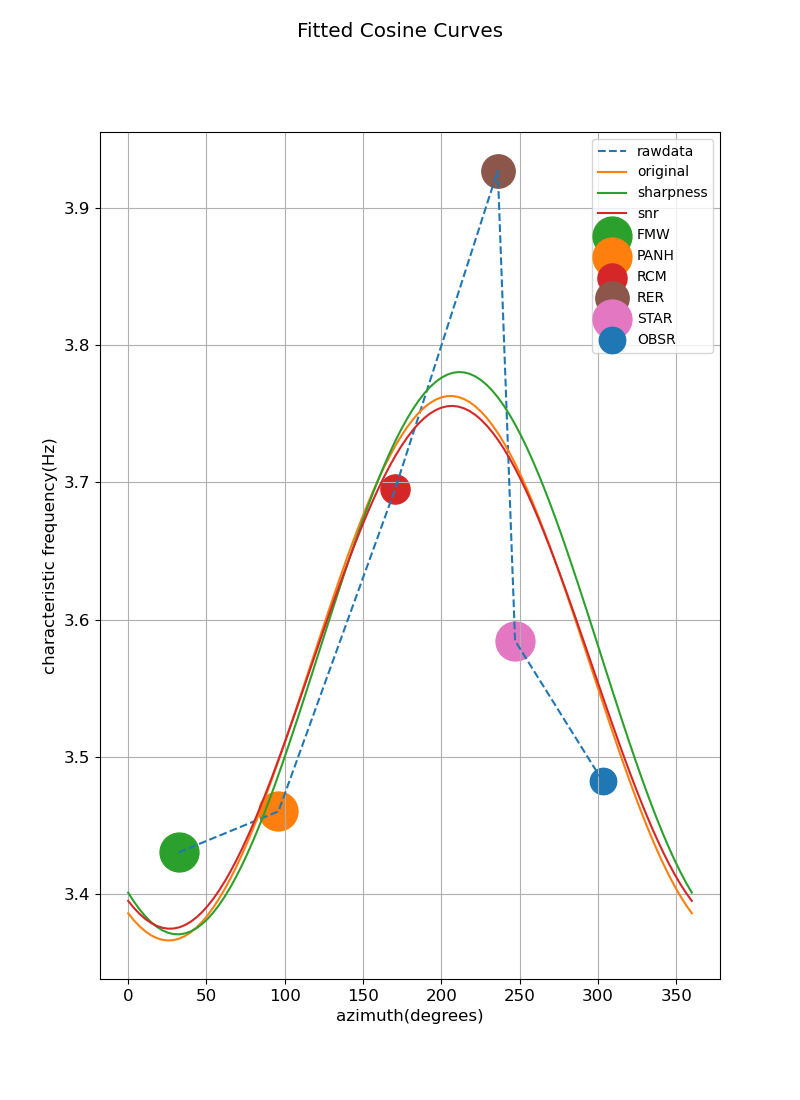 Fitted Cosine Curves
rawdata
original
sharpness
snr
FMW
PANH
RCM
RER
STAR
OBSR
3.9
3.8
3.7
3.6
3.5
3.4
characteristic frequency(Hz)
0 50 100 150 200 250 300 350
azimuth(degrees)